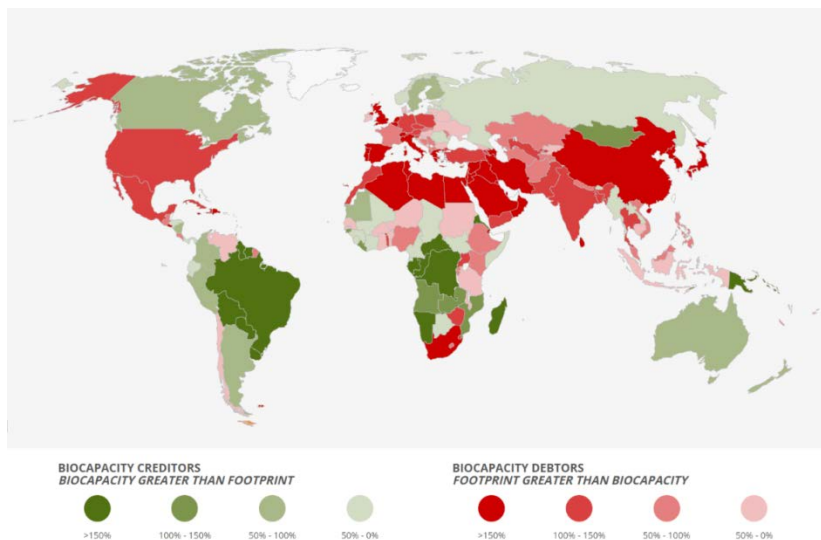 BIOCAPACITY CREDITORS
BIOCAPACITY GREATER THAN FOOTPRINT
>150%
100% - 150%
50% - 100%
50% - 0%
BIOCAPACITY DEBTORS
FOOTPRINT GREATER THAN BIOCAPACITY
>150%
100% - 150%
50% - 100%
50% - 0%